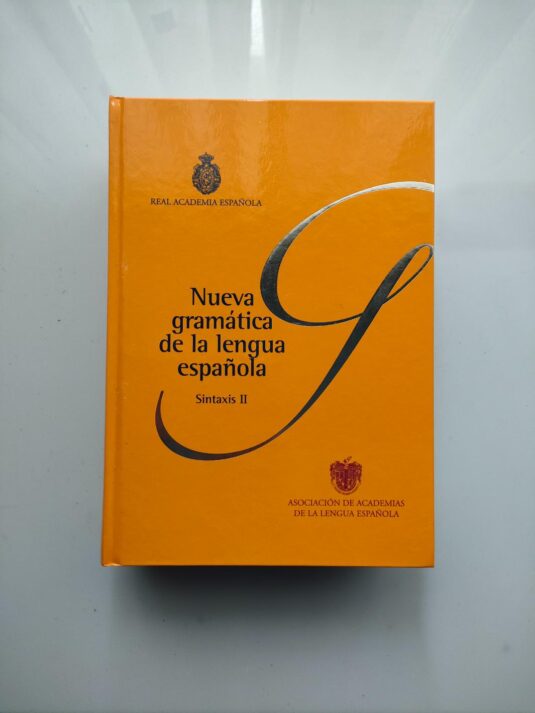 REAL ACADEMIA ESPAÑOLA
Nueva
gramática
de la lengua
española
Sintaxis II
ASOCIACIÓN DE ACADEMIAS
DE LA LENGUA ESPAÑOLA